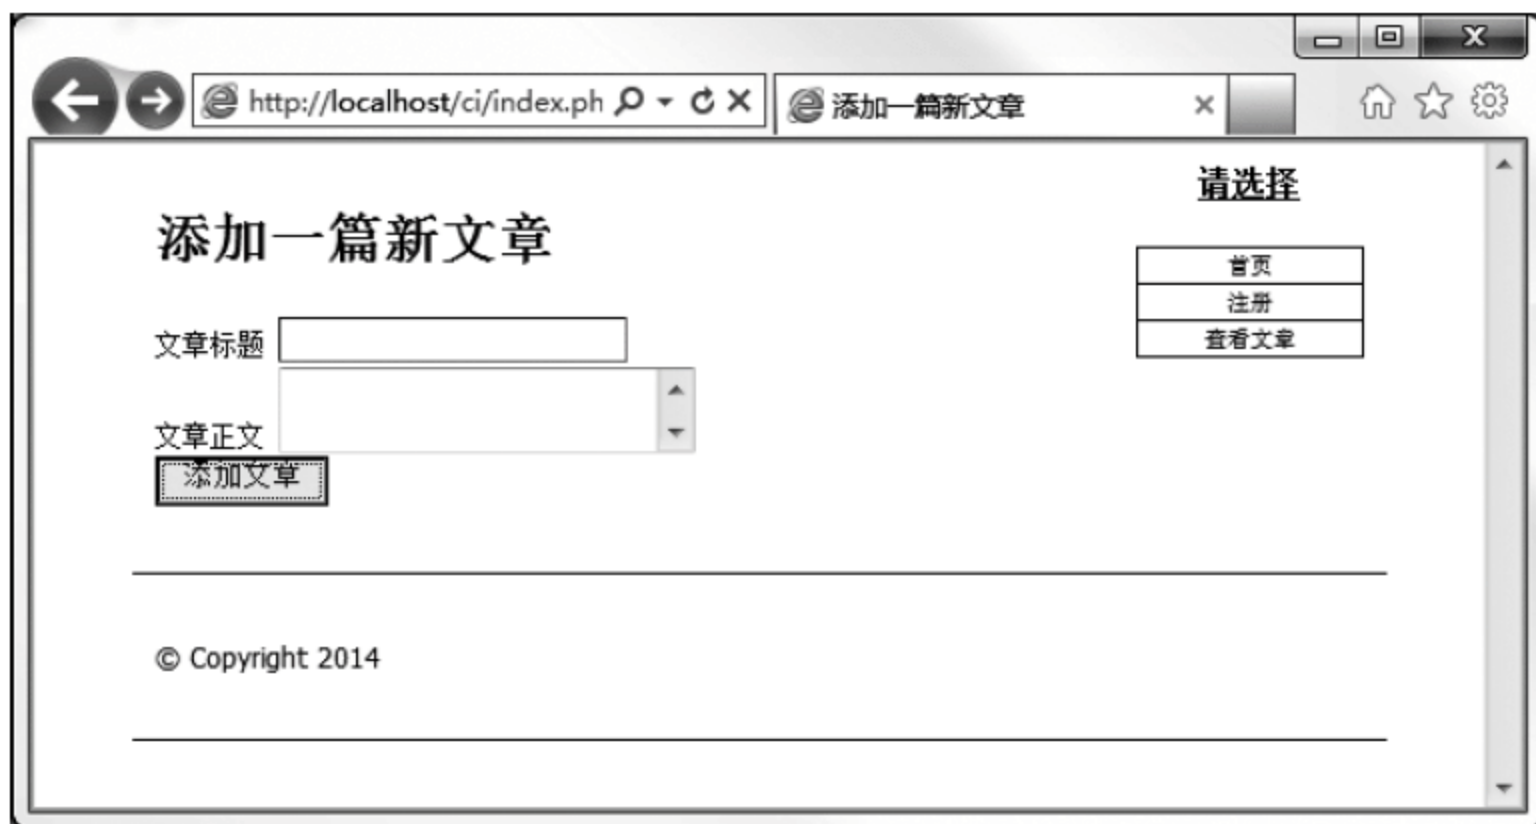 http://localhost/ci/index.ph
添加一篇新文章
请选择
添加一篇新文章
首页
注册
查看文章
文章标题
文章正文
添加文章
© Copyright 2014